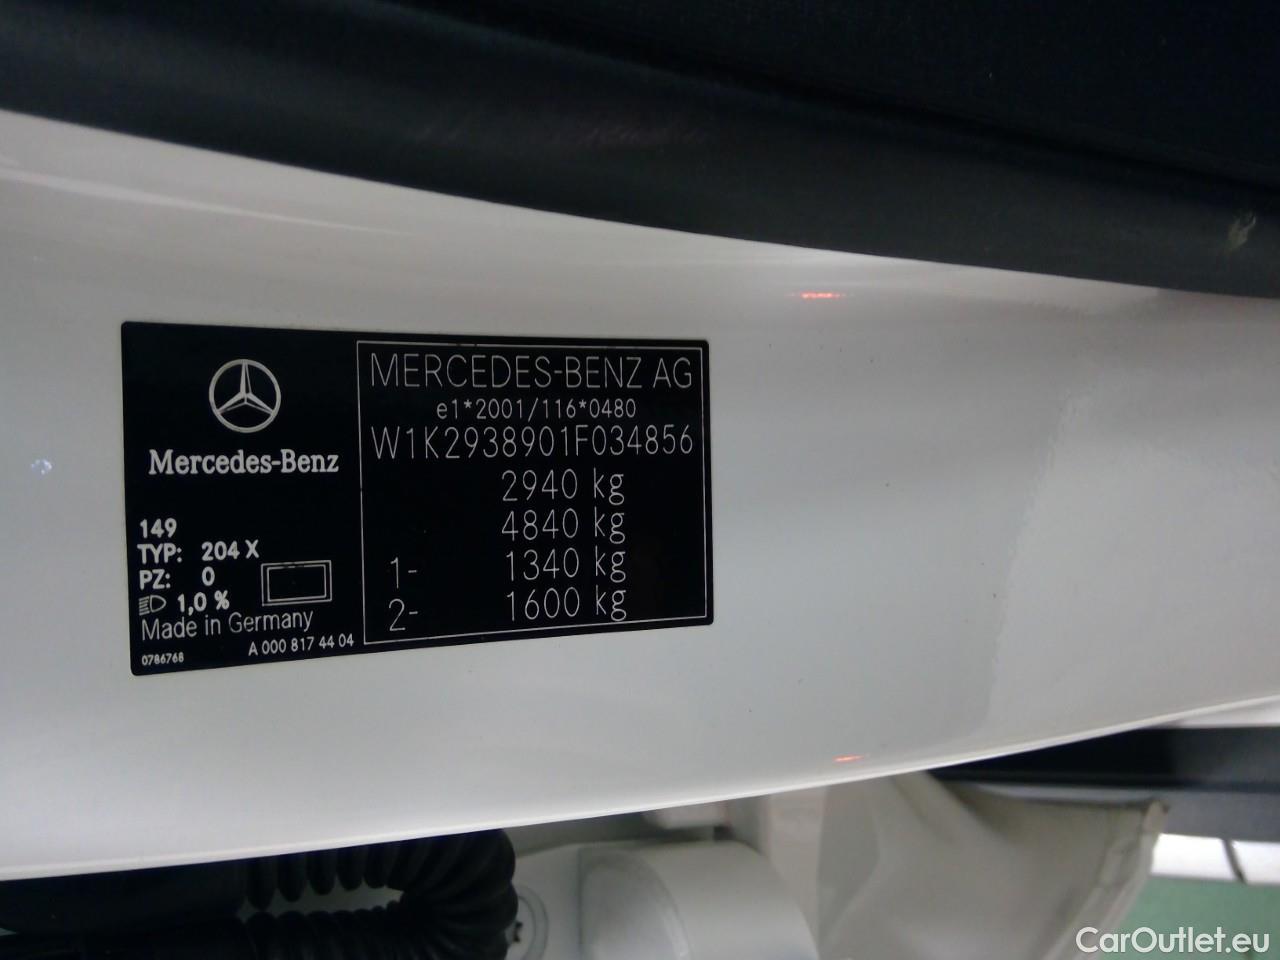 Mercedes-Benz
149
TYP: 204 X
PZ: 0
1,0 %
Made in Germany
0786768
A 000 817 44 04
MERCEDES-BENZ AG
e1*2001/116*0480
W1K2938901F034856
2940 kg
4840 kg
1- 1340 kg
2- 1600 kg
CarOutlet.eu